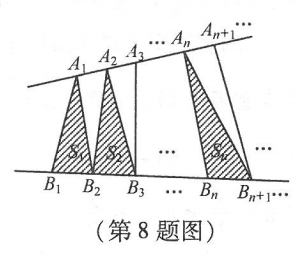 A₁ A₂ A₃ ··· Aₙ Aₙ₊₁ ···
S₁ S₂ ··· Sₙ ···
B₁ B₂ B₃ ··· Bₙ Bₙ₊₁···
(第8题图)